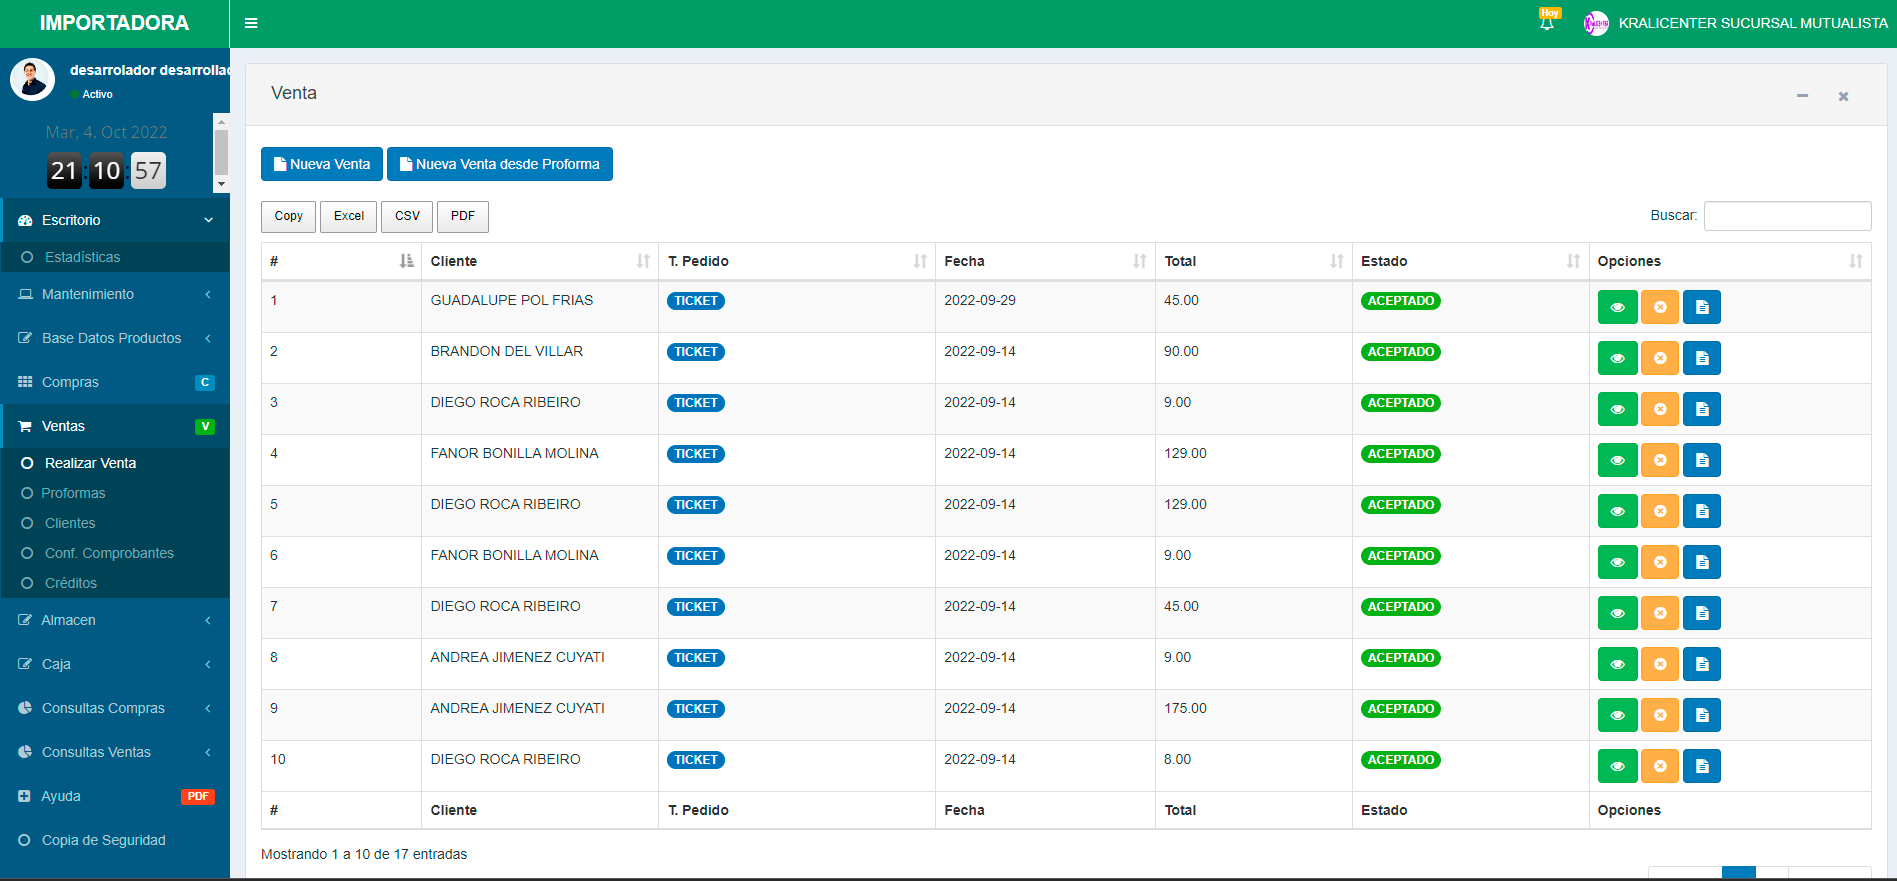 IMPORTADORA
Hoy
KRALICENTER SUCURSAL MUTUALISTA
desarrolador desarrollad
Activo
Mar, 4. Oct 2022
21:10:57
Escritorio
Estadísticas
Mantenimiento
Base Datos Productos
Compras C
Ventas V
Realizar Venta
Proformas
Clientes
Conf. Comprobantes
Créditos
Almacen
Caja
Consultas Compras
Consultas Ventas
Ayuda PDF
Copia de Seguridad
Venta
Nueva Venta Nueva Venta desde Proforma
Copy Excel CSV PDF Buscar:
# Cliente T. Pedido Fecha Total Estado Opciones
1 GUADALUPE POL FRIAS TICKET 2022-09-29 45.00 ACEPTADO
2 BRANDON DEL VILLAR TICKET 2022-09-14 90.00 ACEPTADO
3 DIEGO ROCA RIBEIRO TICKET 2022-09-14 9.00 ACEPTADO
4 FANOR BONILLA MOLINA TICKET 2022-09-14 129.00 ACEPTADO
5 DIEGO ROCA RIBEIRO TICKET 2022-09-14 129.00 ACEPTADO
6 FANOR BONILLA MOLINA TICKET 2022-09-14 9.00 ACEPTADO
7 DIEGO ROCA RIBEIRO TICKET 2022-09-14 45.00 ACEPTADO
8 ANDREA JIMENEZ CUYATI TICKET 2022-09-14 9.00 ACEPTADO
9 ANDREA JIMENEZ CUYATI TICKET 2022-09-14 175.00 ACEPTADO
10 DIEGO ROCA RIBEIRO TICKET 2022-09-14 8.00 ACEPTADO
# Cliente T. Pedido Fecha Total Estado Opciones
Mostrando 1 a 10 de 17 entradas